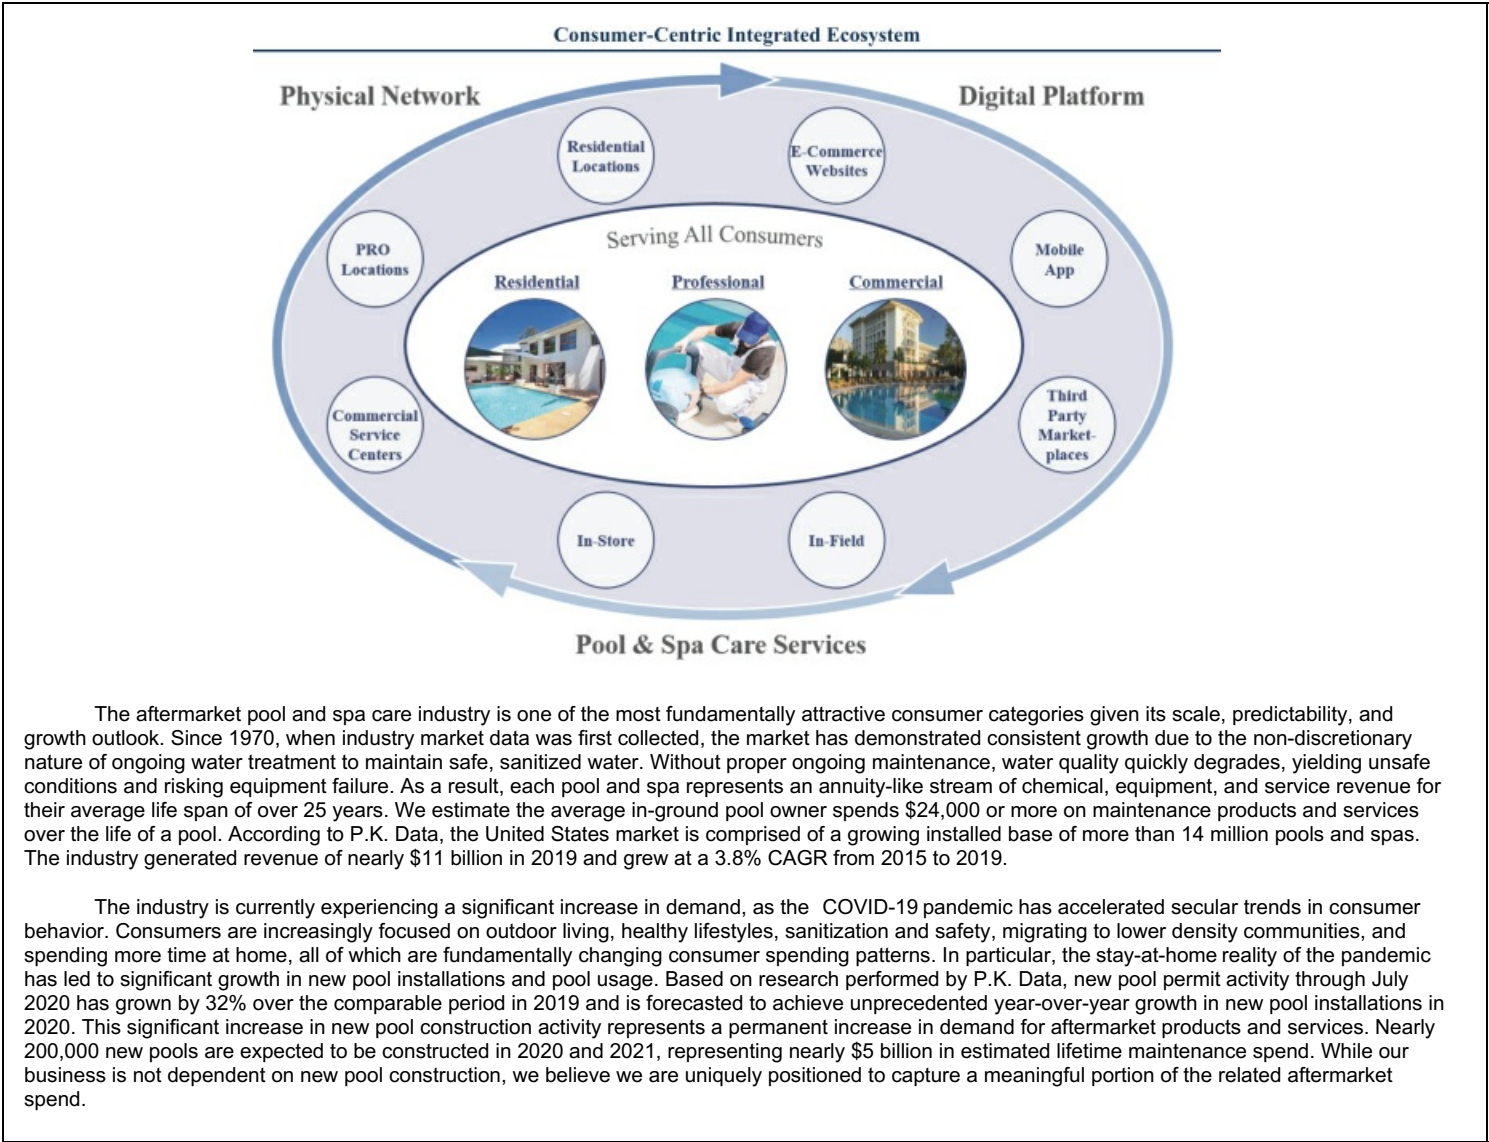 Consumer-Centric Integrated Ecosystem
Physical Network
Digital Platform
Residential
Locations
E-Commerce
Websites
PRO
Locations
Mobile
App
Serving All Consumers
Residential
Professional
Commercial
Commercial
Service
Centers
Third
Party
Market-
places
In-Store
In-Field
Pool & Spa Care Services
The aftermarket pool and spa care industry is one of the most fundamentally attractive consumer categories given its scale, predictability, and
growth outlook. Since 1970, when industry market data was first collected, the market has demonstrated consistent growth due to the non-discretionary
nature of ongoing water treatment to maintain safe, sanitized water. Without proper ongoing maintenance, water quality quickly degrades, yielding unsafe
conditions and risking equipment failure. As a result, each pool and spa represents an annuity-like stream of chemical, equipment, and service revenue for
their average life span of over 25 years. We estimate the average in-ground pool owner spends $24,000 or more on maintenance products and services
over the life of a pool. According to P.K. Data, the United States market is comprised of a growing installed base of more than 14 million pools and spas.
The industry generated revenue of nearly $11 billion in 2019 and grew at a 3.8% CAGR from 2015 to 2019.
The industry is currently experiencing a significant increase in demand, as the COVID-19 pandemic has accelerated secular trends in consumer
behavior. Consumers are increasingly focused on outdoor living, healthy lifestyles, sanitization and safety, migrating to lower density communities, and
spending more time at home, all of which are fundamentally changing consumer spending patterns. In particular, the stay-at-home reality of the pandemic
has led to significant growth in new pool installations and pool usage. Based on research performed by P.K. Data, new pool permit activity through July
2020 has grown by 32% over the comparable period in 2019 and is forecasted to achieve unprecedented year-over-year growth in new pool installations in
2020. This significant increase in new pool construction activity represents a permanent increase in demand for aftermarket products and services. Nearly
200,000 new pools are expected to be constructed in 2020 and 2021, representing nearly $5 billion in estimated lifetime maintenance spend. While our
business is not dependent on new pool construction, we believe we are uniquely positioned to capture a meaningful portion of the related aftermarket
spend.